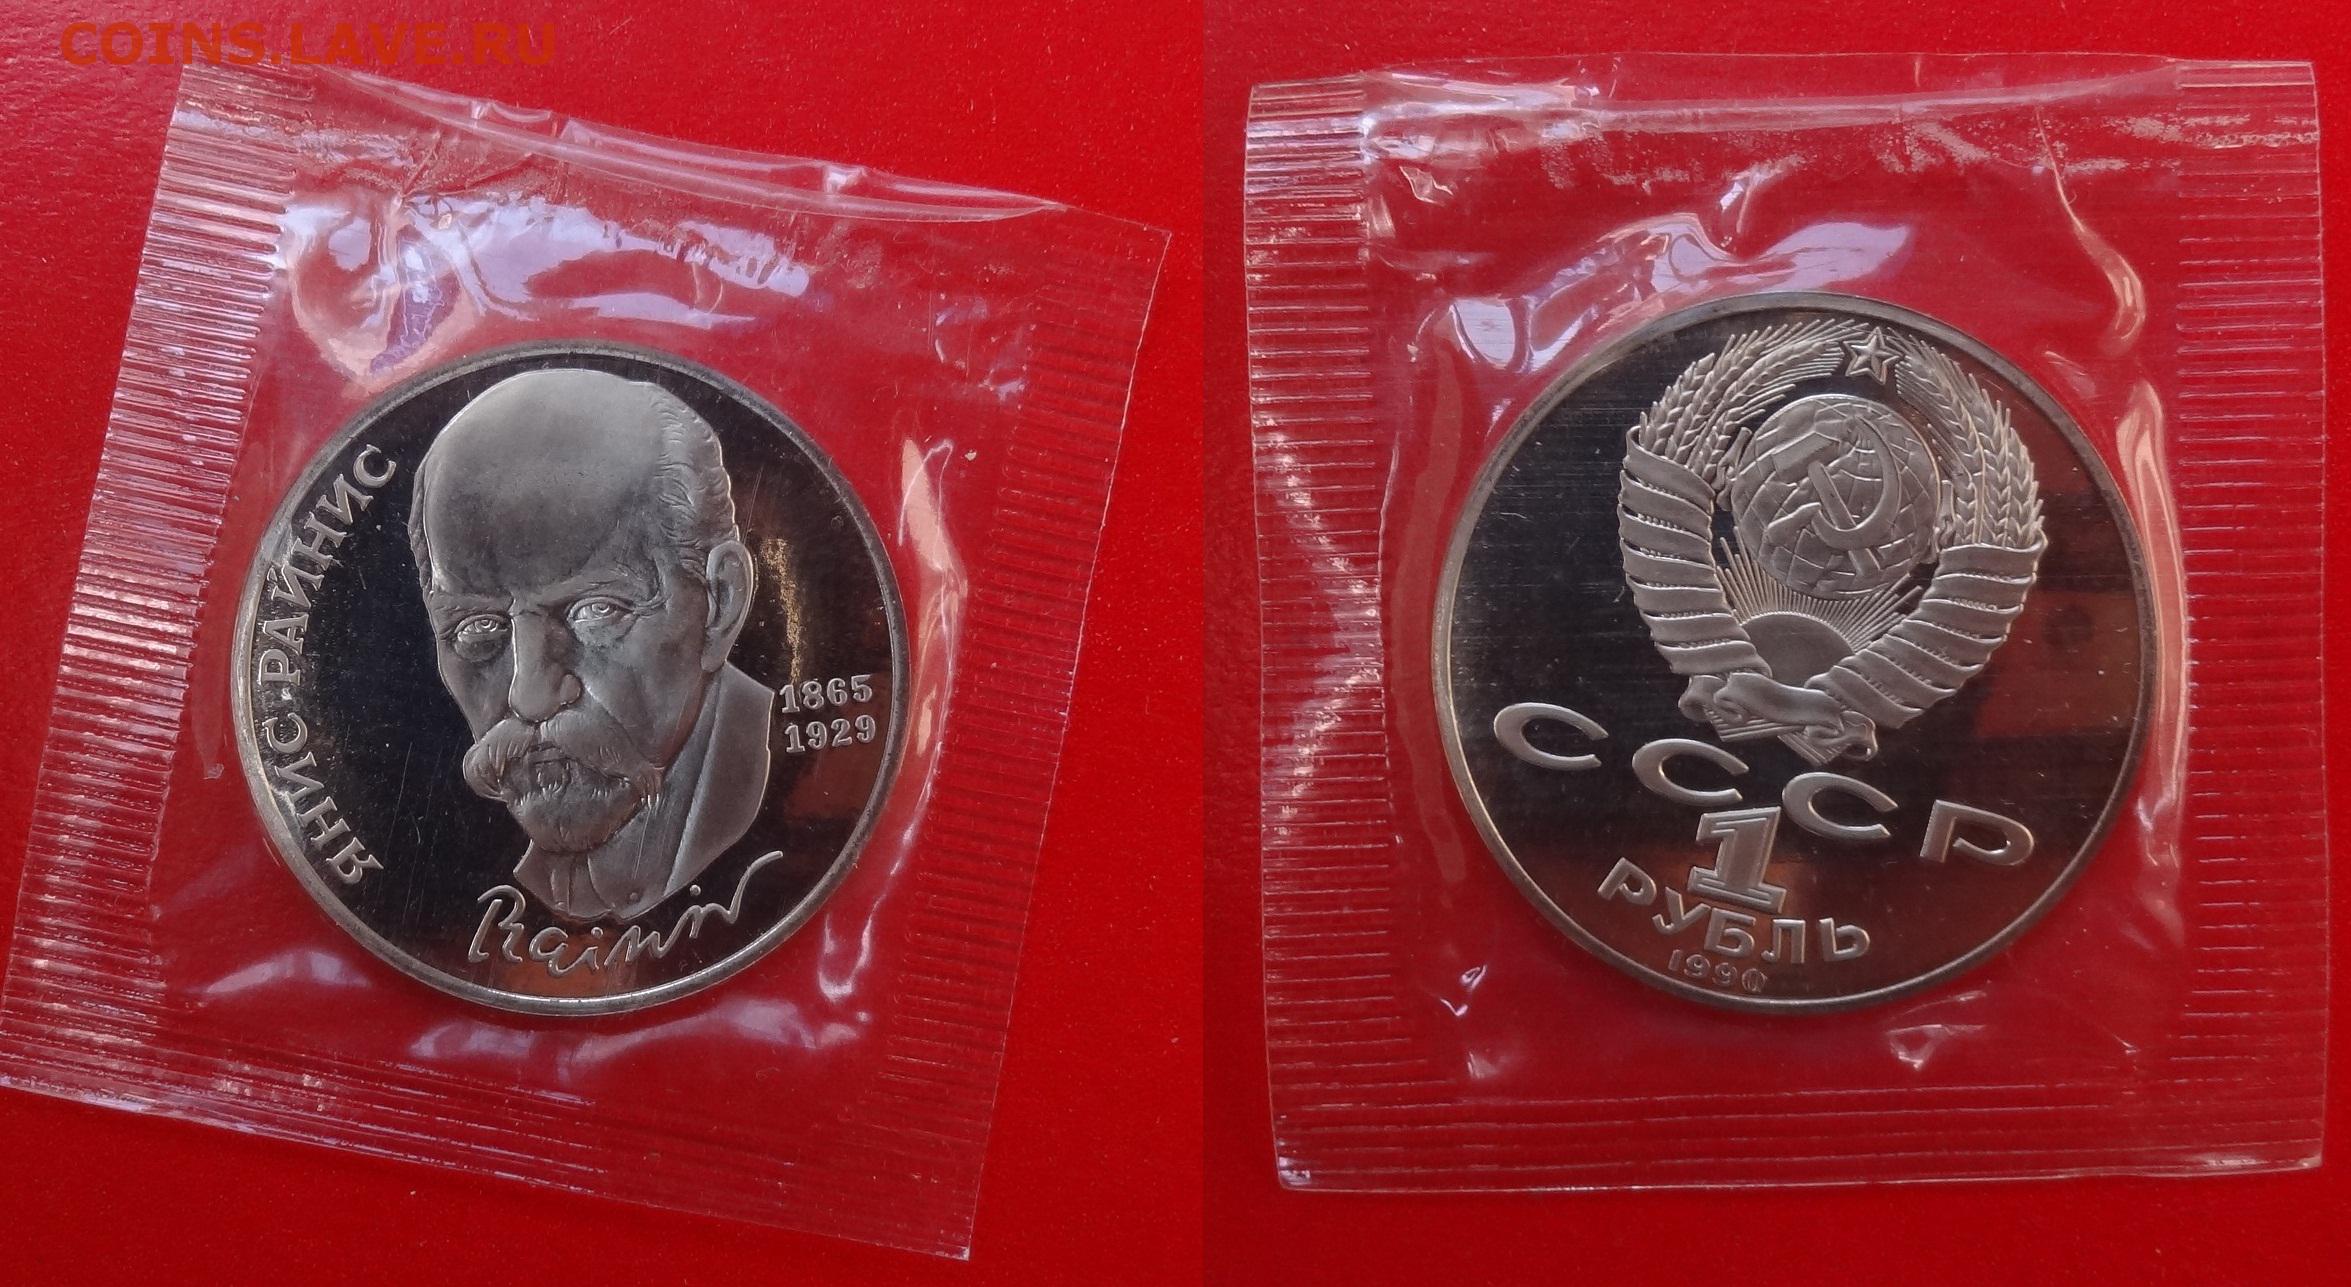 COINS.LAVE.RU
ЯНИС РАЙНИС
1865
1929
Rainis
СССР
1
РУБЛЬ
1990